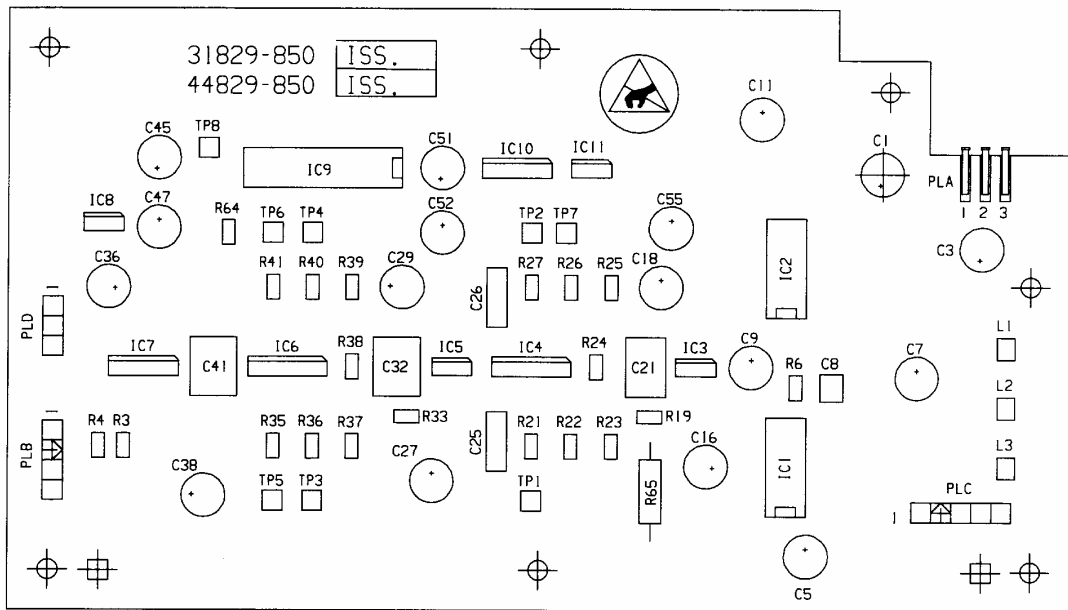 31829-850 ISS.
44829-850 ISS.
C11
C45 TP8
C51 IC10 IC11 C1
IC9
PLA
1 2 3
IC8 C47 R64 TP6 TP4 C52 TP2 TP7 C55
C3
C36 R41 R40 R39 C29 R27 R26 R25 C18 IC2
C26
1
PLD
L1
IC7 C41 IC6 R38 C32 IC5 IC4 R24 C21 IC3 C9 R6 C8 C7
L2
1
PLB
R4 R3 R35 R36 R37 R33 C25 R21 R22 R23 R19
C38 C27 C16 IC1 L3
TP5 TP3 TP1 R65 PLC
1
C5